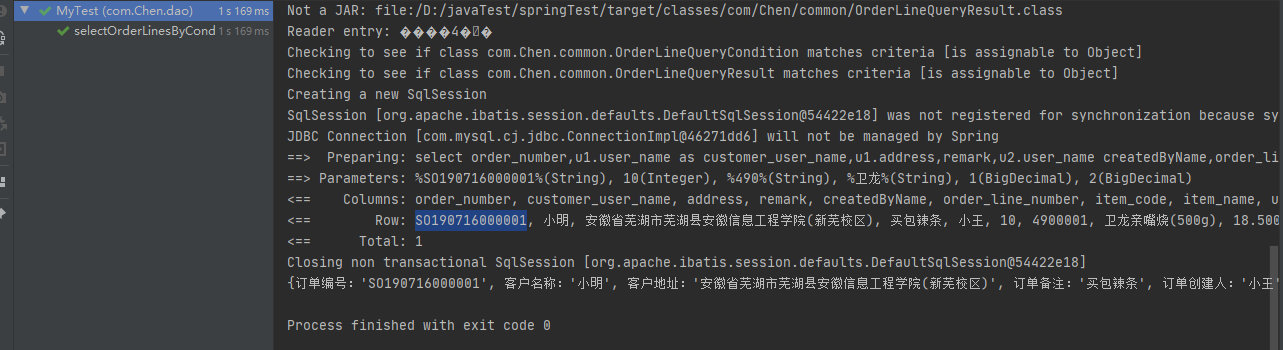 MyTest (com.Chen.dao) 1 s 169 ms
selectOrderLinesByCond 1 s 169 ms
Not a JAR: file:/D:/javaTest/springTest/target/classes/com/Chen/common/OrderLineQueryResult.class
Reader entry: ����4�
Checking to see if class com.Chen.common.OrderLineQueryCondition matches criteria [is assignable to Object]
Checking to see if class com.Chen.common.OrderLineQueryResult matches criteria [is assignable to Object]
Creating a new SqlSession
SqlSession [org.apache.ibatis.session.defaults.DefaultSqlSession@54422e18] was not registered for synchronization because sy
JDBC Connection [com.mysql.cj.jdbc.ConnectionImpl@46271dd6] will not be managed by Spring
==>  Preparing: select order_number,u1.user_name as customer_user_name,u1.address,remark,u2.user_name createdByName,order_li
==> Parameters: %SO190716000001%(String), 10(Integer), %490%(String), %卫龙%(String), 1(BigDecimal), 2(BigDecimal)
<==    Columns: order_number, customer_user_name, address, remark, createdByName, order_line_number, item_code, item_name, u
<==        Row: SO190716000001, 小明, 安徽省芜湖市芜湖县安徽信息工程学院(新芜校区), 买包辣条, 小王, 10, 4900001, 卫龙亲嘴烧(500g), 18.500
<==      Total: 1
Closing non transactional SqlSession [org.apache.ibatis.session.defaults.DefaultSqlSession@54422e18]
{订单编号：'SO190716000001', 客户名称：'小明', 客户地址：'安徽省芜湖市芜湖县安徽信息工程学院(新芜校区)', 订单备注：'买包辣条', 订单创建人：'小王'
Process finished with exit code 0